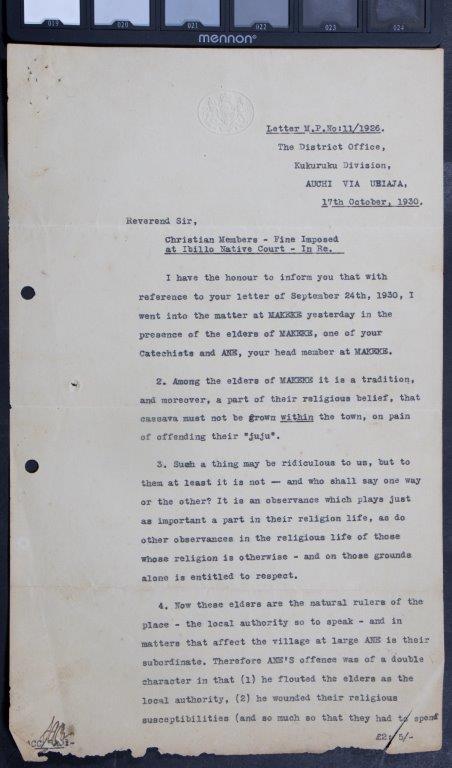 019 020 021 022 023 024
mennon
Letter M.P.No:11/1926.
The District Office,
Kukuruku Division,
AUCHI VIA UBIAJA,
17th October, 1930.
Reverend Sir,
Christian Members - Fine Imposed
at Ibillo Native Court - In Re.
I have the honour to inform you that with
reference to your letter of September 24th, 1930, I
went into the matter at MAKEKE yesterday in the
presence of the elders of MAKEKE, one of your
Catechists and ANE, your head member at MAKEKE.
2. Among the elders of MAKEKE it is a tradition,
and moreover, a part of their religious belief, that
cassava must not be grown within the town, on pain
of offending their "juju".
3. Such a thing may be ridiculous to us, but to
them at least it is not — and who shall say one way
or the other? It is an observance which plays just
as important a part in their religion life, as do
other observances in the religious life of those
whose religion is otherwise - and on those grounds
alone is entitled to respect.
4. Now these elders are the natural rulers of the
place - the local authority so to speak - and in
matters that affect the village at large ANE is their
subordinate. Therefore ANE'S offence was of a double
character in that (1) he flouted the elders as the
local authority, (2) he wounded their religious
susceptibilities (and so much so that they had to spend
£2: 5/-